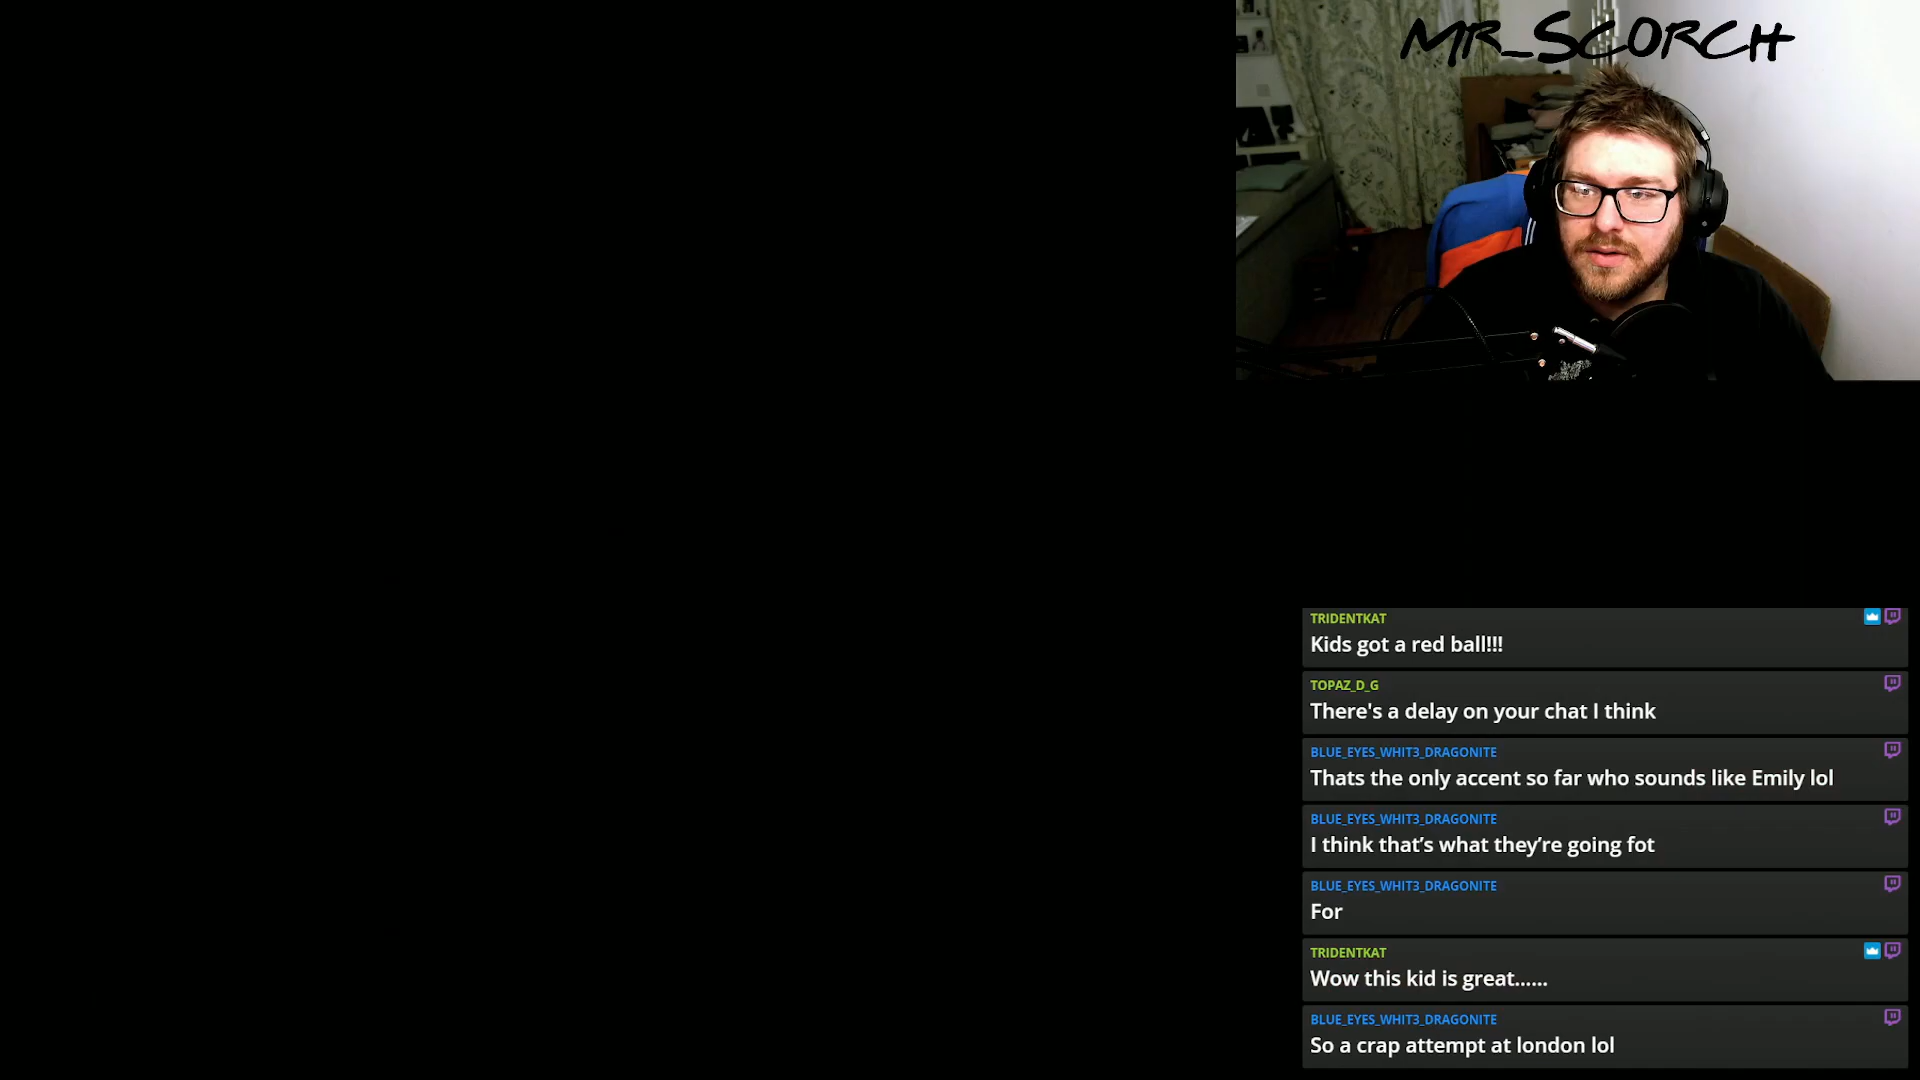 MR_SCORCH
TRIDENTKAT
Kids got a red ball!!!
TOPAZ_D_G
There's a delay on your chat I think
BLUE_EYES_WHIT3_DRAGONITE
Thats the only accent so far who sounds like Emily lol
BLUE_EYES_WHIT3_DRAGONITE
I think that’s what they’re going fot
BLUE_EYES_WHIT3_DRAGONITE
For
TRIDENTKAT
Wow this kid is great......
BLUE_EYES_WHIT3_DRAGONITE
So a crap attempt at london lol